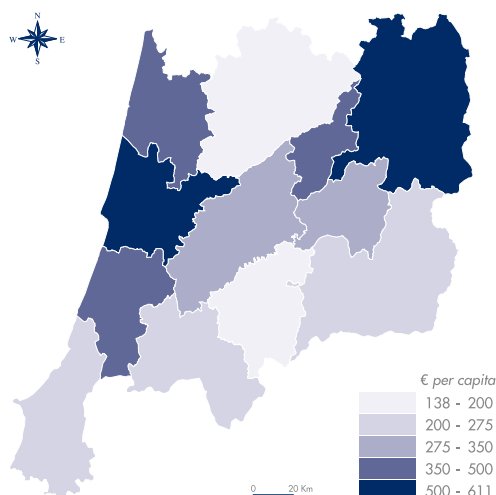 N
W E
S
€ per capita
138 - 200
200 - 275
275 - 350
350 - 500
500 - 611
0 20 Km